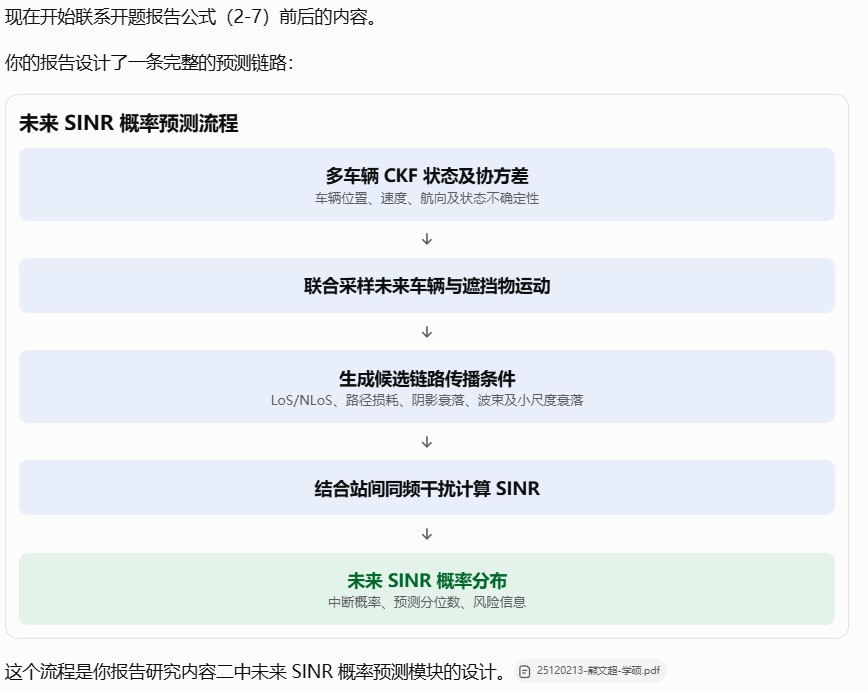 现在开始联系开题报告公式（2-7）前后的内容。
你的报告设计了一条完整的预测链路：
未来 SINR 概率预测流程
多车辆 CKF 状态及协方差
车辆位置、速度、航向及状态不确定性
↓
联合采样未来车辆与遮挡物运动
↓
生成候选链路传播条件
LoS/NLoS、路径损耗、阴影衰落、波束及小尺度衰落
↓
结合站间同频干扰计算 SINR
↓
未来 SINR 概率分布
中断概率、预测分位数、风险信息
这个流程是你报告研究内容二中未来 SINR 概率预测模块的设计。 25120213-熊文超-学硕.pdf